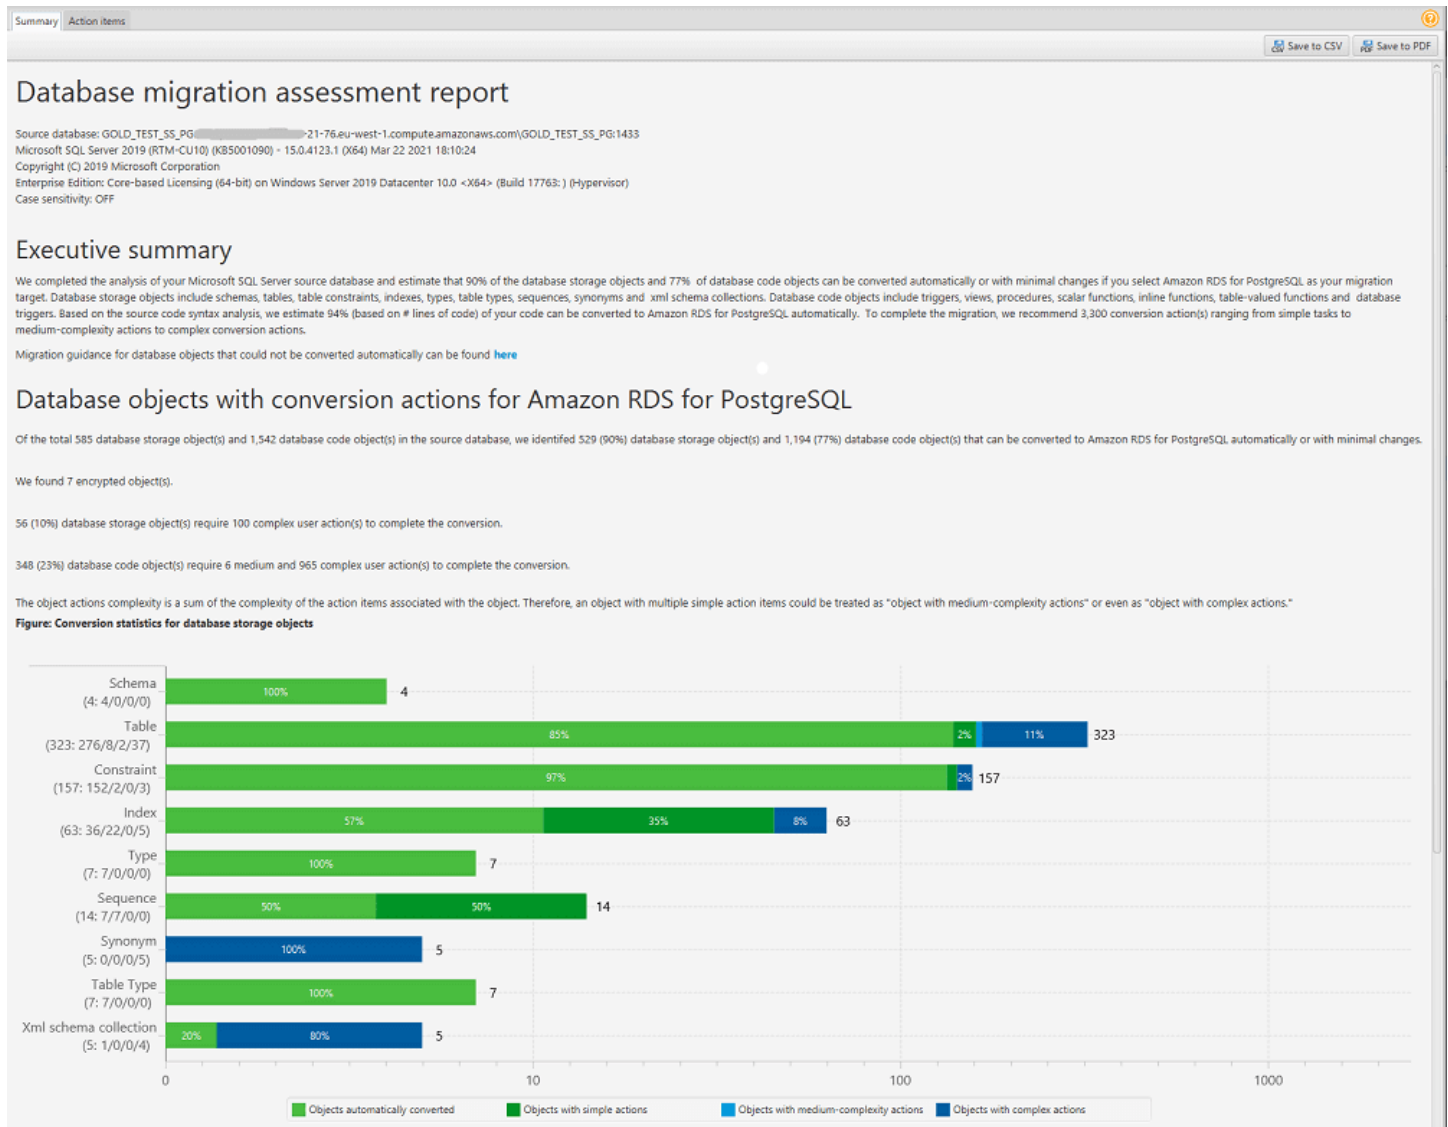 Summary
Action items
Save to CSV
Save to PDF
Database migration assessment report
Source database: GOLD_TEST_SS_PG -21-76.eu-west-1.compute.amazonaws.com\GOLD_TEST_SS_PG:1433
Microsoft SQL Server 2019 (RTM-CU10) (KB5001090) - 15.0.4123.1 (X64) Mar 22 2021 18:10:24
Copyright (C) 2019 Microsoft Corporation
Enterprise Edition: Core-based Licensing (64-bit) on Windows Server 2019 Datacenter 10.0 <X64> (Build 17763: ) (Hypervisor)
Case sensitivity: OFF
Executive summary
We completed the analysis of your Microsoft SQL Server source database and estimate that 90% of the database storage objects and 77% of database code objects can be converted automatically or with minimal changes if you select Amazon RDS for PostgreSQL as your migration
target. Database storage objects include schemas, tables, table constraints, indexes, types, table types, sequences, synonyms and xml schema collections. Database code objects include triggers, views, procedures, scalar functions, inline functions, table-valued functions and database
triggers. Based on the source code syntax analysis, we estimate 94% (based on # lines of code) of your code can be converted to Amazon RDS for PostgreSQL automatically. To complete the migration, we recommend 3,300 conversion action(s) ranging from simple tasks to
medium-complexity actions to complex conversion actions.
Migration guidance for database objects that could not be converted automatically can be found here
Database objects with conversion actions for Amazon RDS for PostgreSQL
Of the total 585 database storage object(s) and 1,542 database code object(s) in the source database, we identifed 529 (90%) database storage object(s) and 1,194 (77%) database code object(s) that can be converted to Amazon RDS for PostgreSQL automatically or with minimal changes.
We found 7 encrypted object(s).
56 (10%) database storage object(s) require 100 complex user action(s) to complete the conversion.
348 (23%) database code object(s) require 6 medium and 965 complex user action(s) to complete the conversion.
The object actions complexity is a sum of the complexity of the action items associated with the object. Therefore, an object with multiple simple action items could be treated as "object with medium-complexity actions" or even as "object with complex actions."
Figure: Conversion statistics for database storage objects
Schema
(4: 4/0/0/0)
100%
4
Table
(323: 276/8/2/37)
85%
2%
11%
323
Constraint
(157: 152/2/0/3)
97%
2%
157
Index
(63: 36/22/0/5)
57%
35%
8%
63
Type
(7: 7/0/0/0)
100%
7
Sequence
(14: 7/7/0/0)
50%
50%
14
Synonym
(5: 0/0/0/5)
100%
5
Table Type
(7: 7/0/0/0)
100%
7
Xml schema collection
(5: 1/0/0/4)
20%
80%
5
0
10
100
1000
Objects automatically converted
Objects with simple actions
Objects with medium-complexity actions
Objects with complex actions